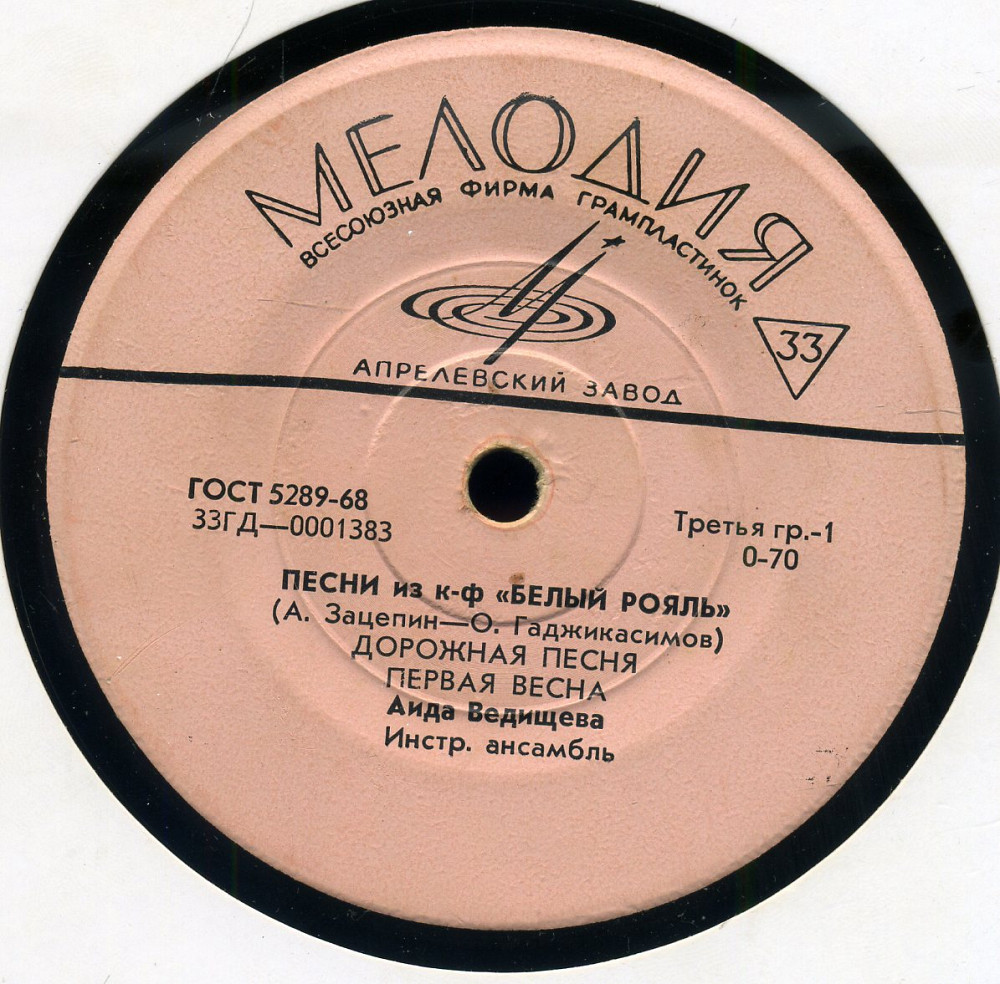 МЕЛОДИЯ
ВСЕСОЮЗНАЯ ФИРМА ГРАМПЛАСТИНОК
33
АПРЕЛЕВСКИЙ ЗАВОД
ГОСТ 5289-68
33ГД—0001383
Третья гр.-1
0-70
ПЕСНИ из к-ф «БЕЛЫЙ РОЯЛЬ»
(А. Зацепин—О. Гаджикасимов)
ДОРОЖНАЯ ПЕСНЯ
ПЕРВАЯ ВЕСНА
Аида Ведищева
Инстр. ансамбль